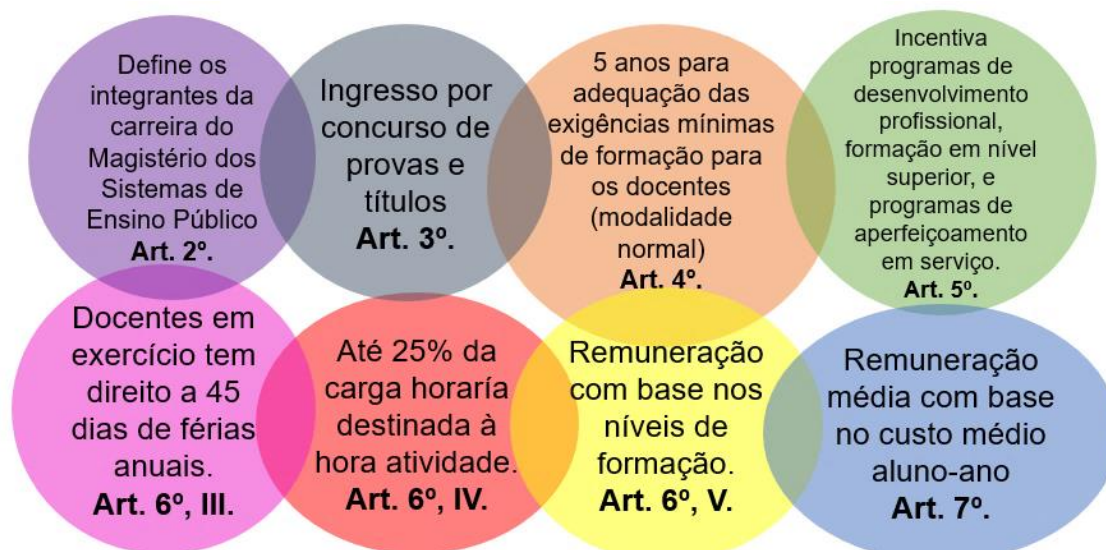 Define os
integrantes da
carreira do
Magistério dos
Sistemas de
Ensino Público
Art. 2º.
Ingresso por
concurso de
provas e
títulos
Art. 3º.
5 anos para
adequação das
exigências mínimas
de formação para
os docentes
(modalidade
normal)
Art. 4º.
Incentiva
programas de
desenvolvimento
profissional,
formação em nível
superior, e
programas de
aperfeiçoamento
em serviço.
Art. 5º.
Docentes em
exercício tem
direito a 45
dias de férias
anuais.
Art. 6º, III.
Até 25% da
carga horaría
destinada à
hora atividade.
Art. 6º, IV.
Remuneração
com base nos
níveis de
formação.
Art. 6º, V.
Remuneração
média com base
no custo médio
aluno-ano
Art. 7º.